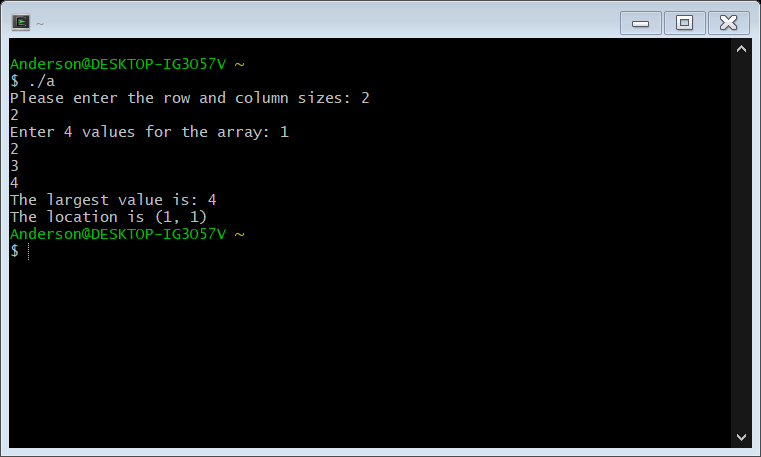 ~
Anderson@DESKTOP-IG3O57V ~
$ ./a
Please enter the row and column sizes: 2
2
Enter 4 values for the array: 1
2
3
4
The largest value is: 4
The location is (1, 1)
Anderson@DESKTOP-IG3O57V ~
$